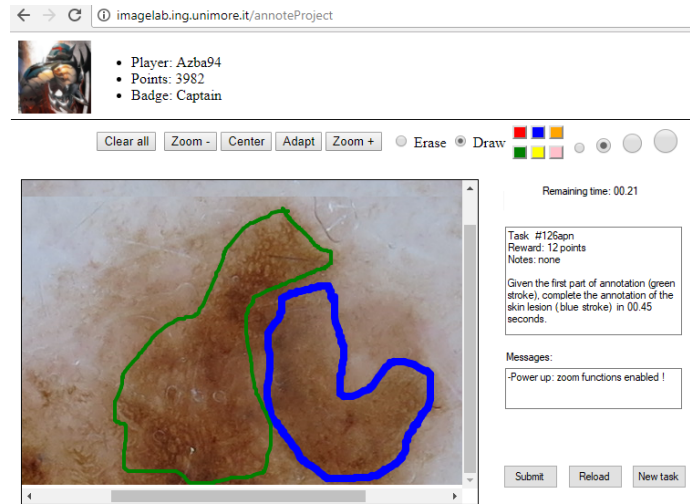 imagelab.ing.unimore.it/annoteProject
Player: Azba94
Points: 3982
Badge: Captain
Clear all Zoom - Center Adapt Zoom + Erase Draw
Remaining time: 00.21
Task #126apn
Reward: 12 points
Notes: none
Given the first part of annotation (green
stroke), complete the annotation of the
skin lesion ( blue stroke) in 00.45
seconds.
Messages:
-Power up: zoom functions enabled !
Submit Reload New task